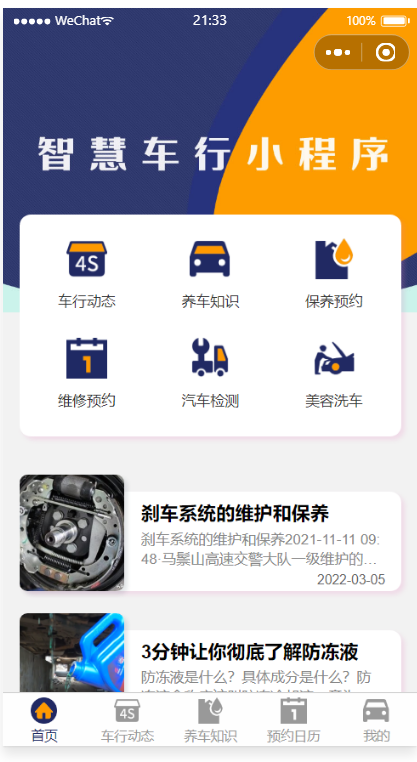 WeChat 21:33 100%
智慧车行小程序
4S
车行动态 养车知识 保养预约
1
维修预约 汽车检测 美容洗车
刹车系统的维护和保养
刹车系统的维护和保养2021-11-11 09:
48·马鬃山高速交警大队一级维护的…
2022-03-05
3分钟让你彻底了解防冻液
防冻液是什么？具体成分是什么？防
4S 1
首页 车行动态 养车知识 预约日历 我的